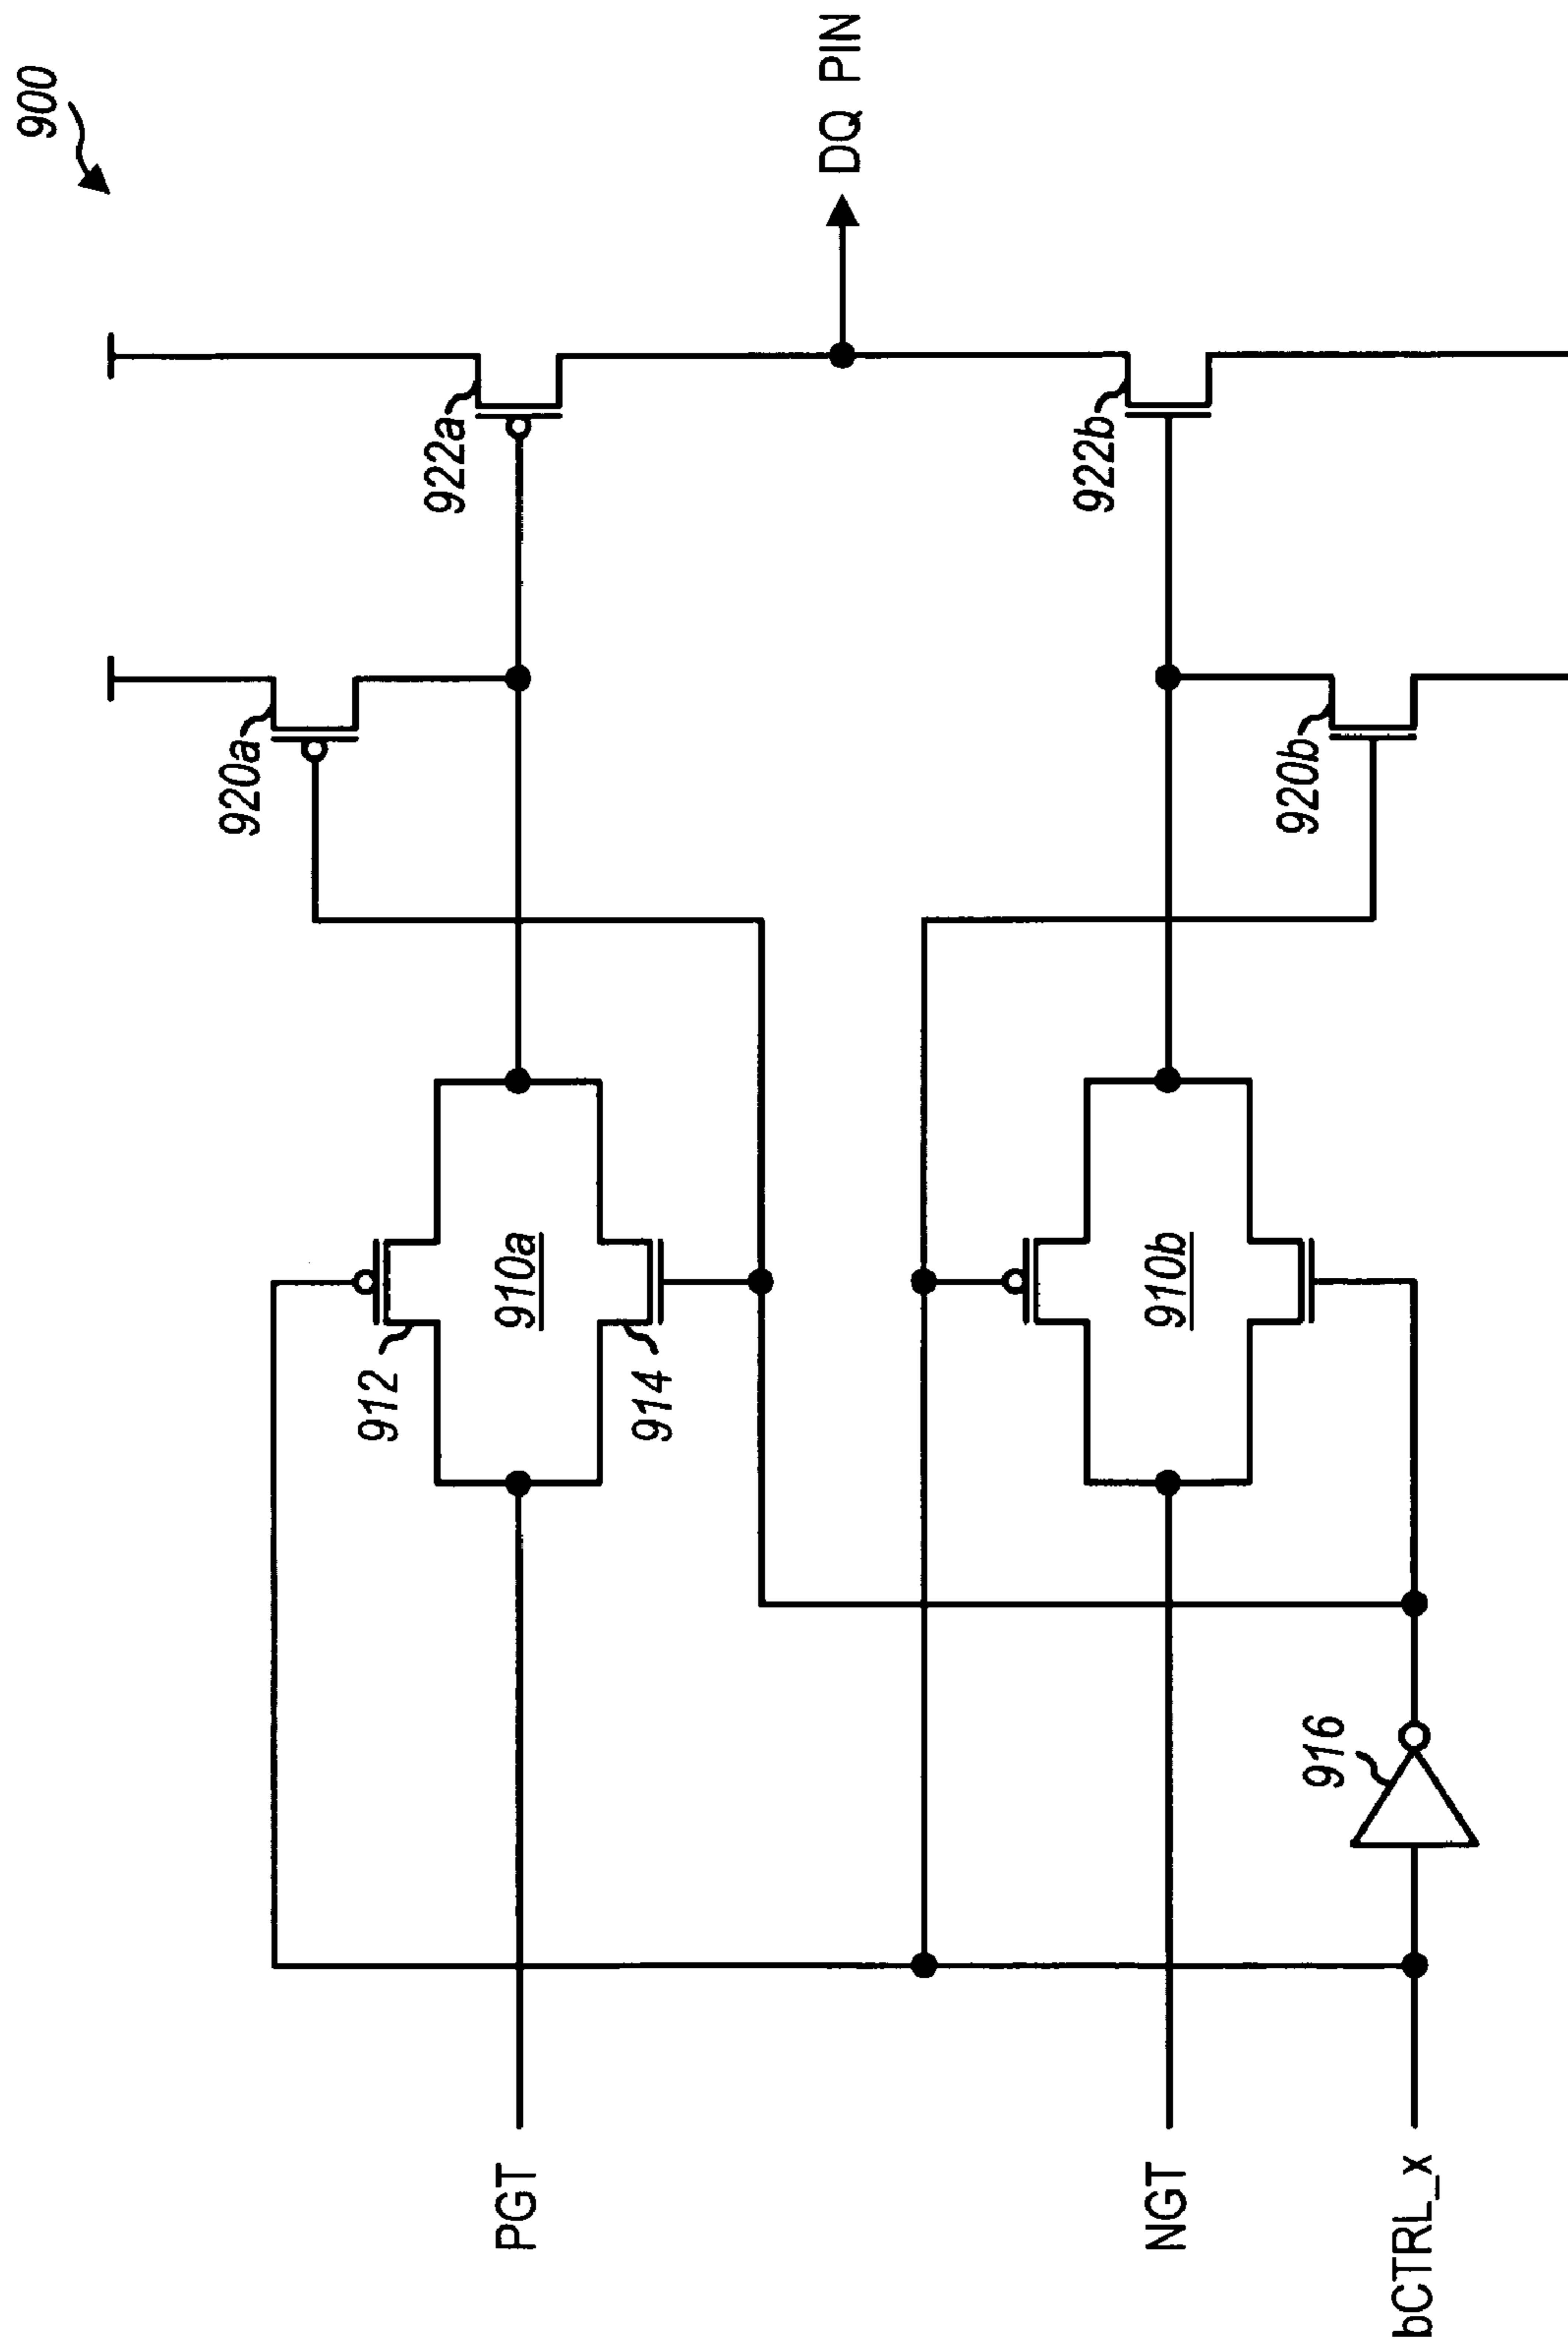 900
922a
DQ PIN
922b
920a
920b
910a
910b
912
914
916
PGT
NGT
bCTRL_x